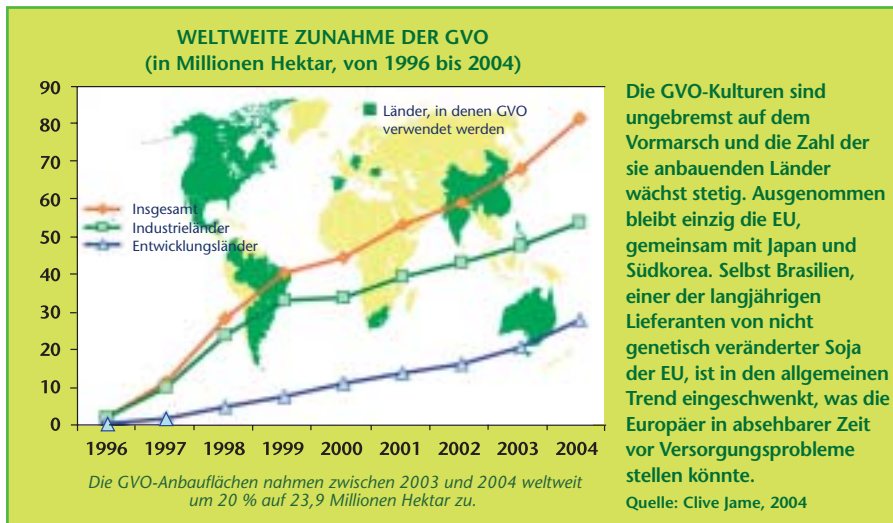 WELTWEITE ZUNAHME DER GVO
(in Millionen Hektar, von 1996 bis 2004)
90
80
70
60
50
40
30
20
10
0
Länder, in denen GVO
verwendet werden
Insgesamt
Industrieländer
Entwicklungsländer
1996 1997 1998 1999 2000 2001 2002 2003 2004
Die GVO-Anbauflächen nahmen zwischen 2003 und 2004 weltweit
um 20 % auf 23,9 Millionen Hektar zu.
Die GVO-Kulturen sind
ungebremst auf dem
Vormarsch und die Zahl der
sie anbauenden Länder
wächst stetig. Ausgenommen
bleibt einzig die EU,
gemeinsam mit Japan und
Südkorea. Selbst Brasilien,
einer der langjährigen
Lieferanten von nicht
genetisch veränderter Soja
der EU, ist in den allgemeinen
Trend eingeschwenkt, was die
Europäer in absehbarer Zeit
vor Versorgungsprobleme
stellen könnte.
Quelle: Clive Jame, 2004